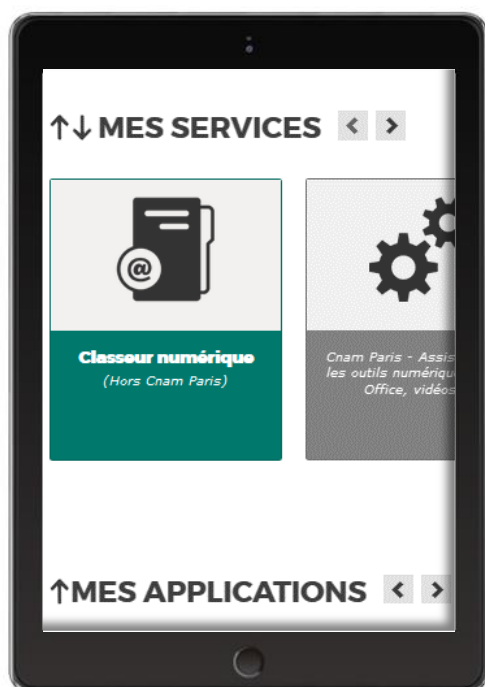 ↑↓ MES SERVICES < >
@
Classeur numérique
(Hors Cnam Paris)
Cnam Paris - Assis
les outils numériqu
Office, vidéos
↑MES APPLICATIONS < >